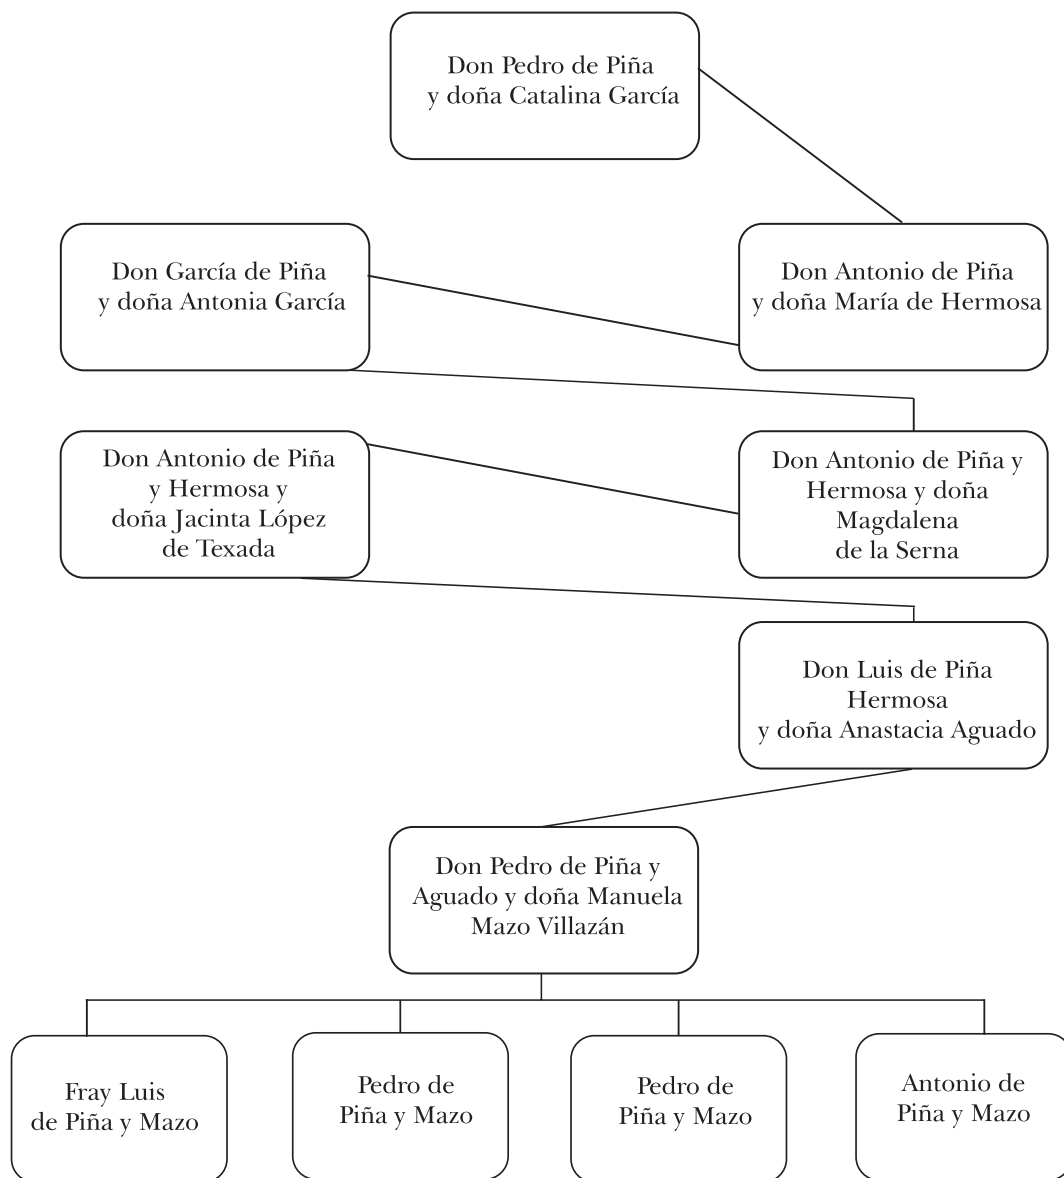 Don Pedro de Piña
y doña Catalina García
Don García de Piña
y doña Antonia García
Don Antonio de Piña
y doña María de Hermosa
Don Antonio de Piña
y Hermosa y
doña Jacinta López
de Texada
Don Antonio de Piña y
Hermosa y doña
Magdalena
de la Serna
Don Luis de Piña
Hermosa
y doña Anastacia Aguado
Don Pedro de Piña y
Aguado y doña Manuela
Mazo Villazán
Fray Luis
de Piña y Mazo
Pedro de
Piña y Mazo
Pedro de
Piña y Mazo
Antonio de
Piña y Mazo